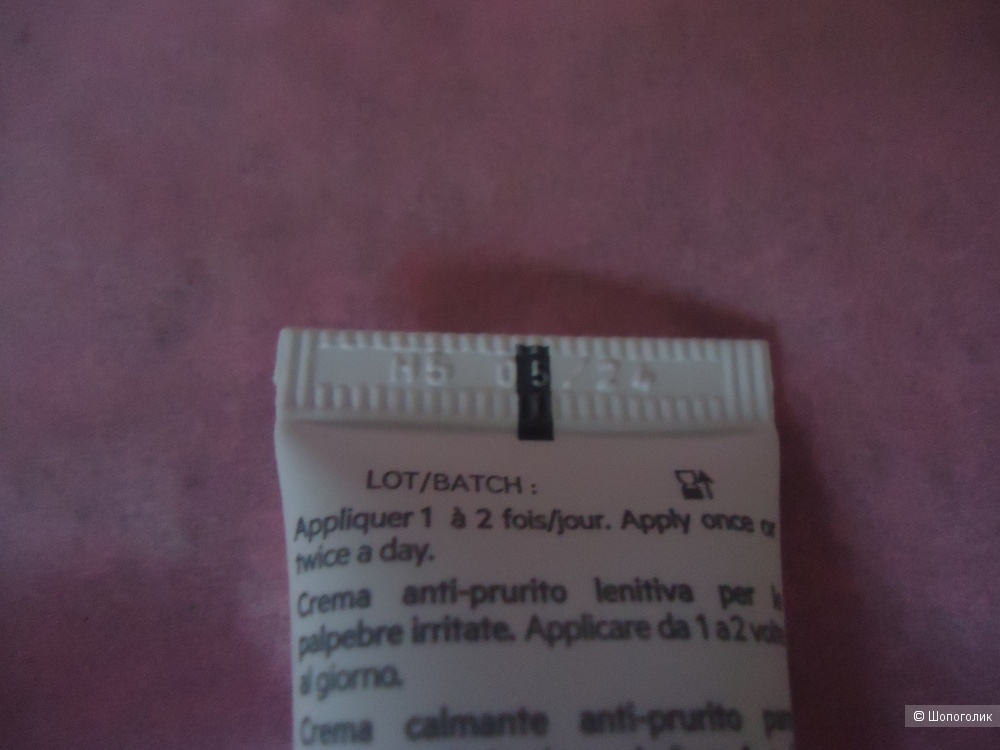 H5 05/24
LOT/BATCH :
Appliquer 1 à 2 fois/jour. Apply once or
twice a day.
Crema anti-prurito lenitiva per
palpebre irritate. Applicare da 1 a 2 volte
al giorno.
Crema calmante anti-prurito
© Шопоголик